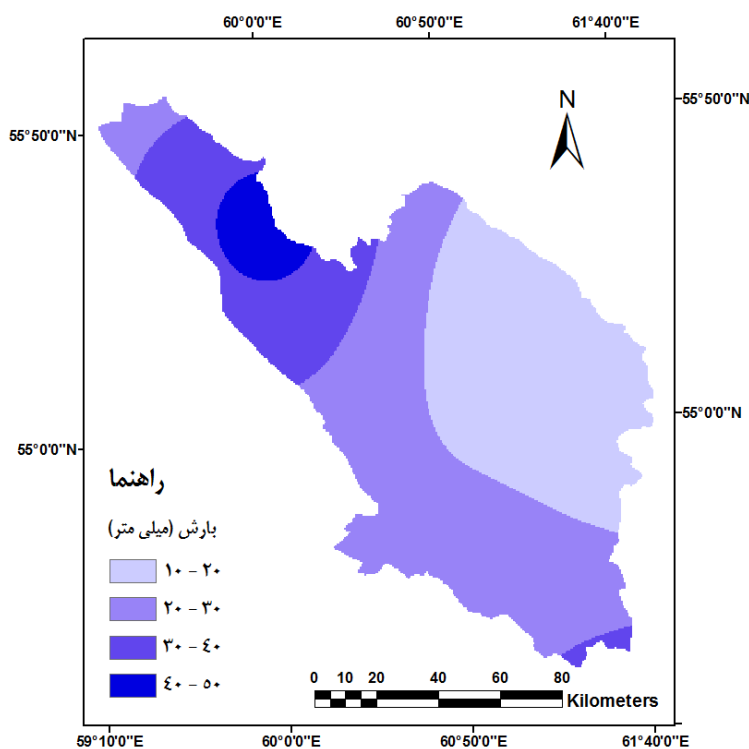 60°0'0"E 60°50'0"E 61°40'0"E
N
55°50'0"N
55°50'0"N
55°0'0"N
55°0'0"N
راهنما
بارش (میلی متر)
۱۰ - ۲۰
۲۰ - ۳۰
۳۰ - ٤۰
٤۰ - ۵۰
0 10 20 40 60 80
Kilometers
59°10'0"E 60°0'0"E 60°50'0"E 61°40'0"E